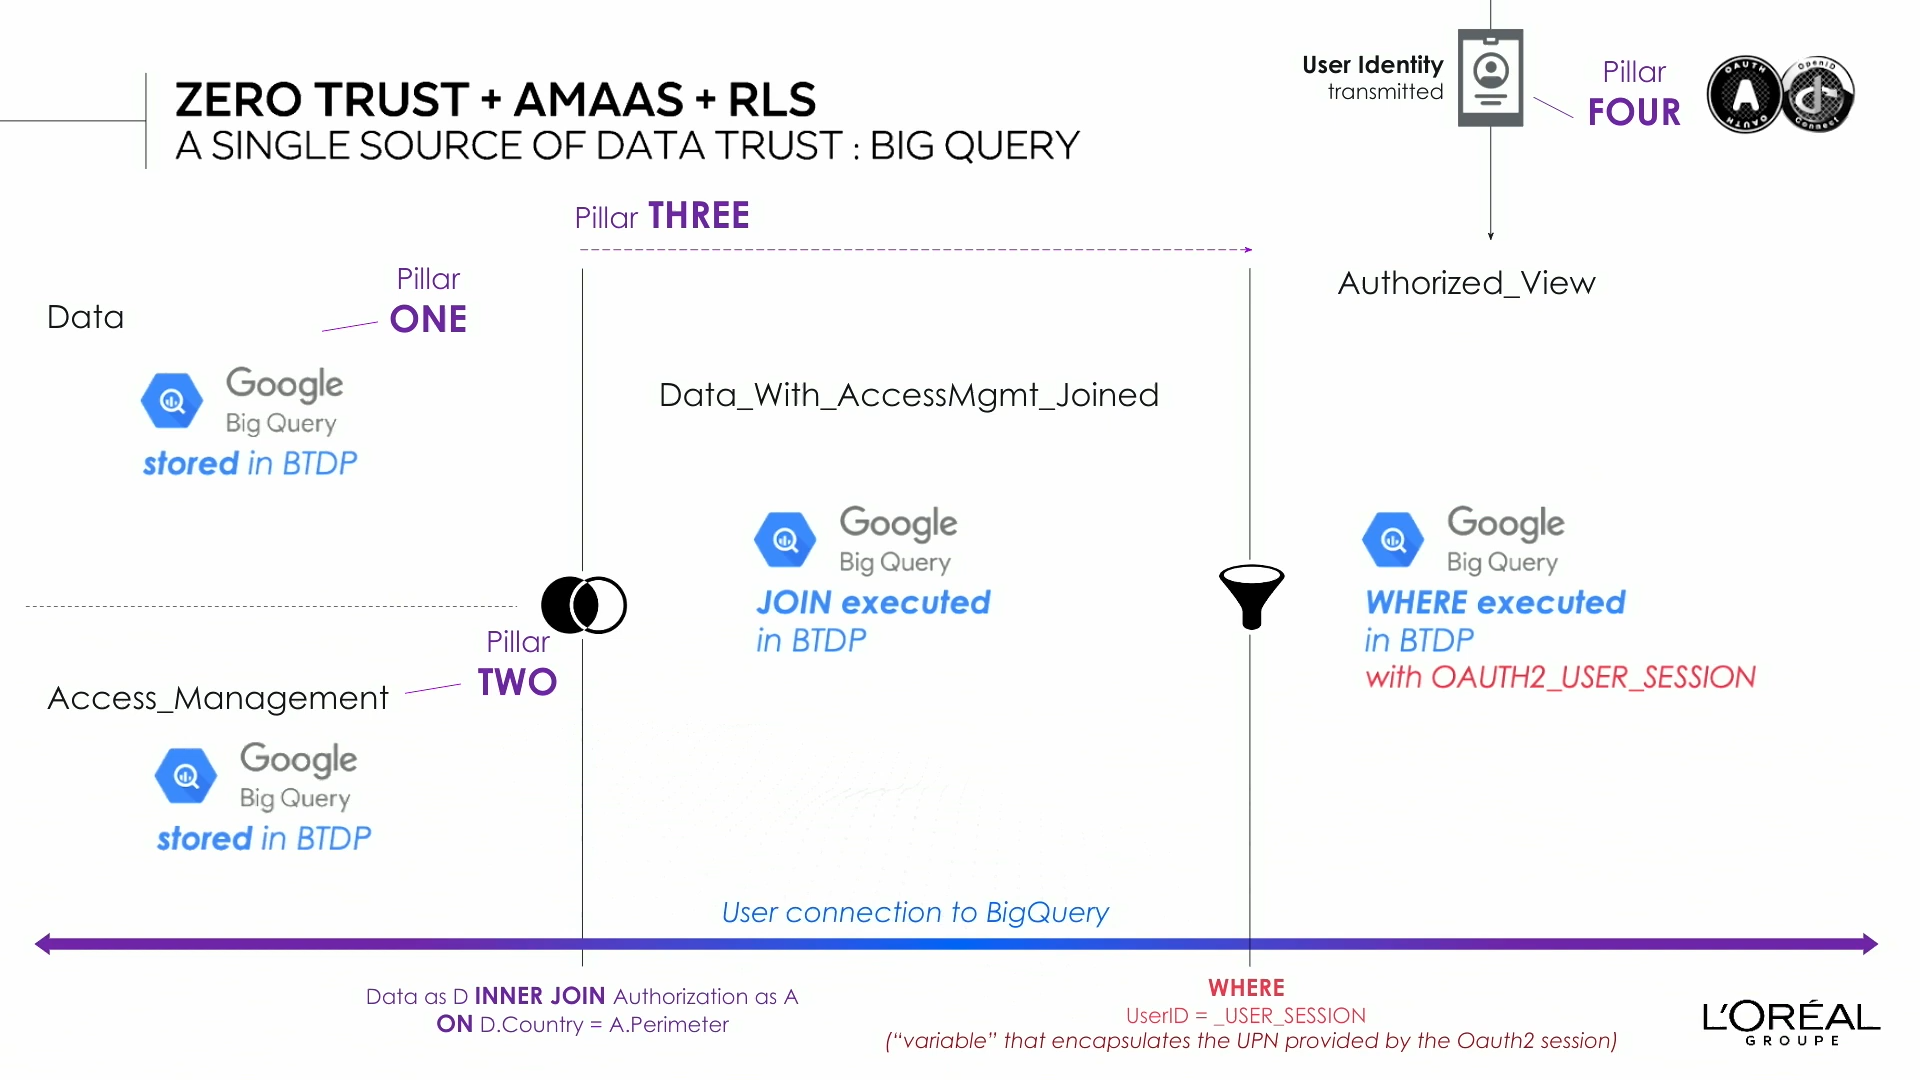 ZERO TRUST + AMAAS + RLS
A SINGLE SOURCE OF DATA TRUST : BIG QUERY
User Identity
transmitted
Pillar
FOUR
OAUTH
A
OAUTH
OpenID
Connect
Pillar THREE
Pillar
ONE
Data
Google
Big Query
stored in BTDP
Pillar
TWO
Access_Management
Google
Big Query
stored in BTDP
Data_With_AccessMgmt_Joined
Google
Big Query
JOIN executed
in BTDP
Authorized_View
Google
Big Query
WHERE executed
in BTDP
with OAUTH2_USER_SESSION
User connection to BigQuery
Data as D INNER JOIN Authorization as A
ON D.Country = A.Perimeter
WHERE
UserID = _USER_SESSION
(“variable” that encapsulates the UPN provided by the Oauth2 session)
L'ORÉAL
GROUPE